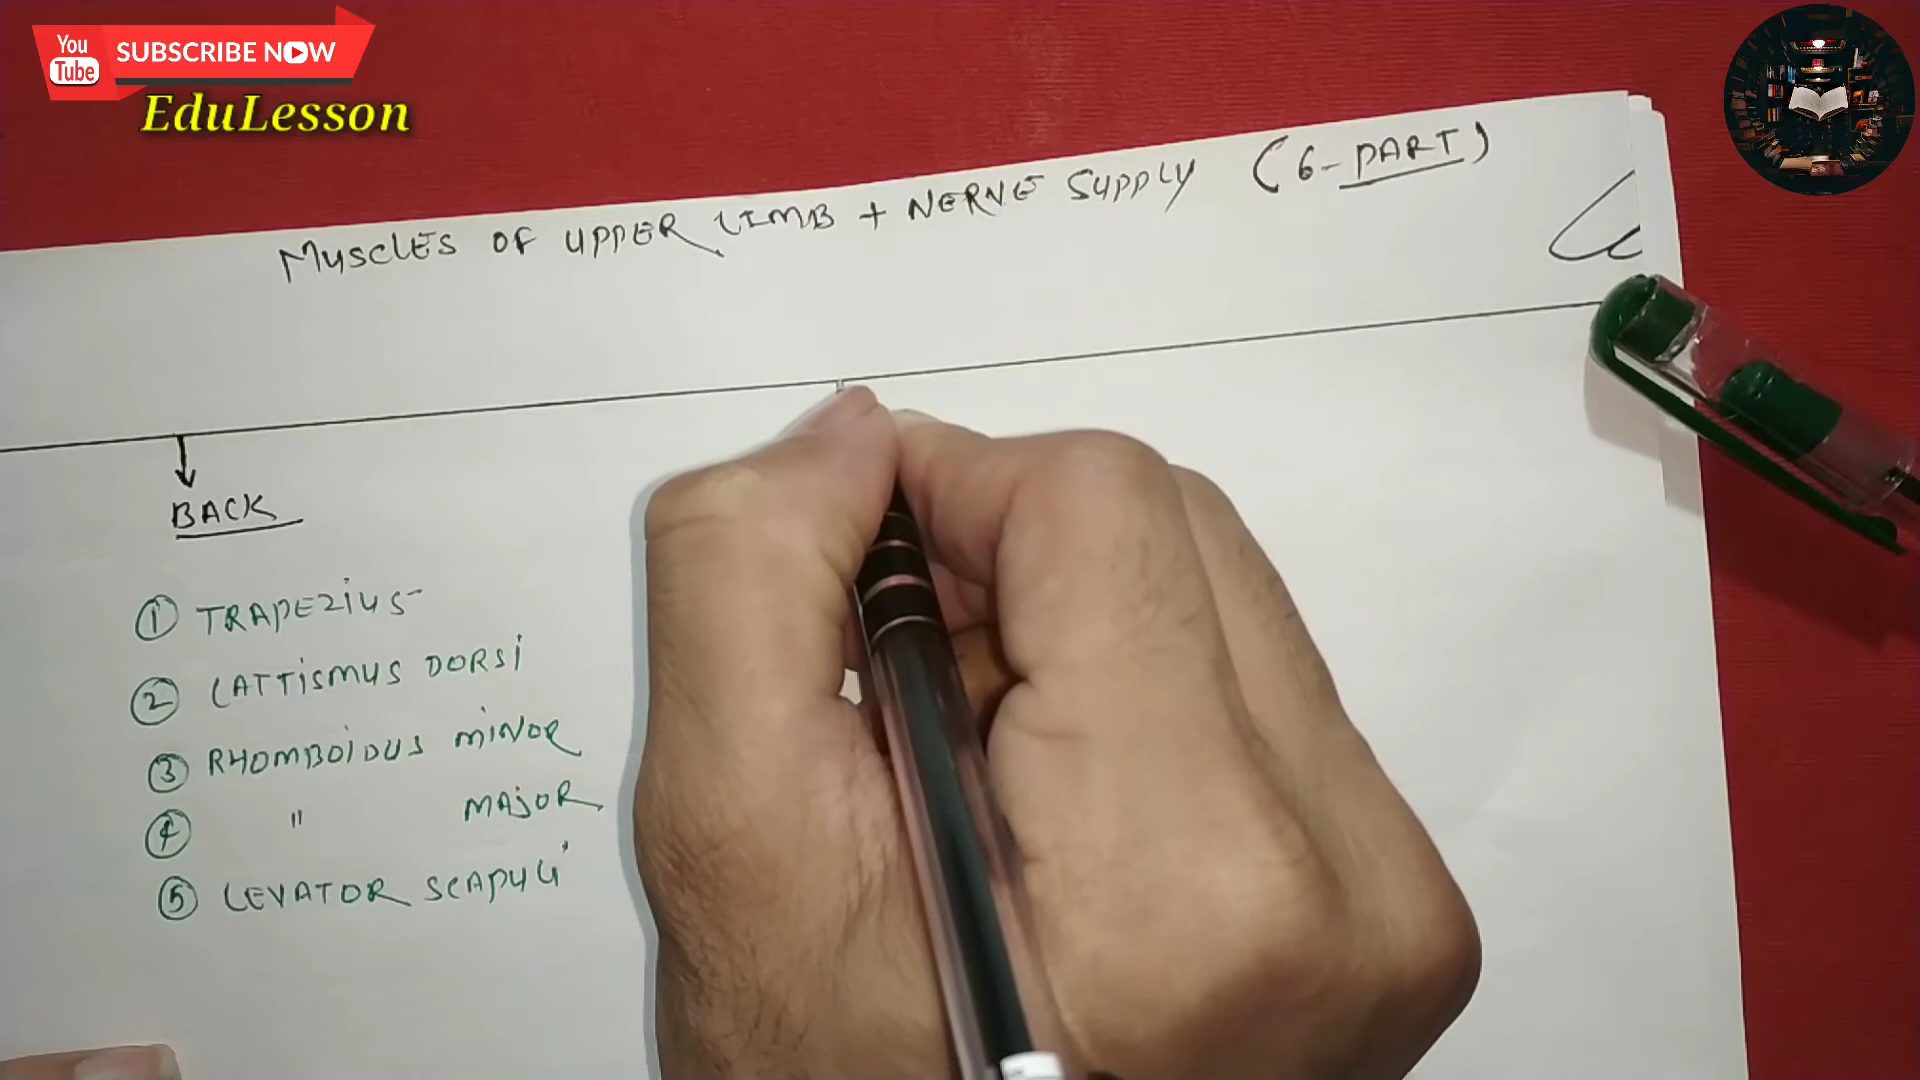 You
Tube
SUBSCRIBE NOW
EduLesson
MUSCLES OF UPPER LIMB + NERVE SUPPLY (6-PART)
BACK
① TRAPEZIUS
② LATTISMUS DORSI
③ RHOMBOIDUS MINOR
④ " MAJOR
⑤ LEVATOR SCAPULI